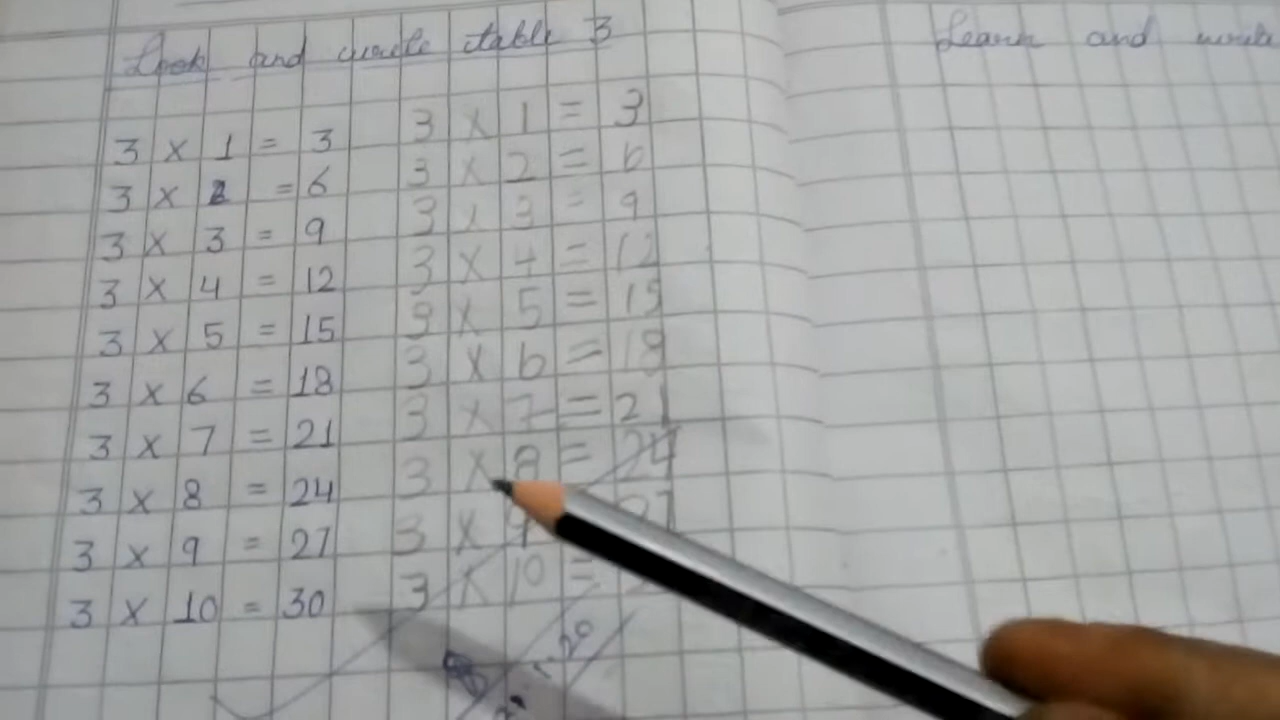 Look and write table 3
3 x 1 = 3
3 x 2 = 6
3 x 3 = 9
3 x 4 = 12
3 x 5 = 15
3 x 6 = 18
3 x 7 = 21
3 x 8 = 24
3 x 9 = 27
3 x 10 = 30
3 x 1 = 3
3 x 2 = 6
3 x 3 = 9
3 x 4 = 12
3 x 5 = 15
3 x 6 = 18
3 x 7 = 21
3 x 8 = 24
3 x 9 27
3 x 10 =
Learn and write